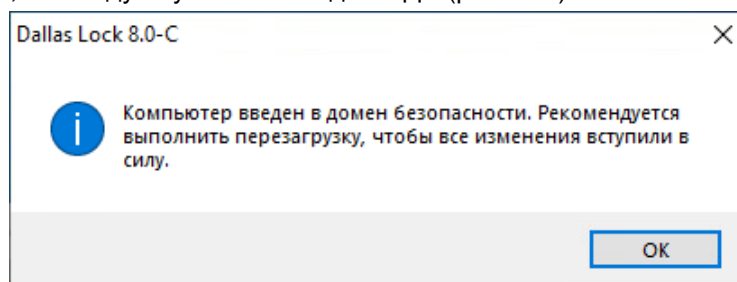 Dallas Lock 8.0-C
Компьютер введен в домен безопасности. Рекомендуется
выполнить перезагрузку, чтобы все изменения вступили в
силу.
OK